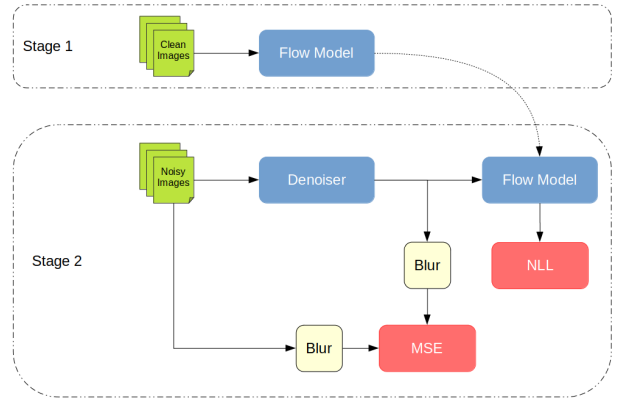 Stage 1
Clean
Images
Flow Model
Noisy
Images
Denoiser
Flow Model
Stage 2
Blur
NLL
Blur
MSE